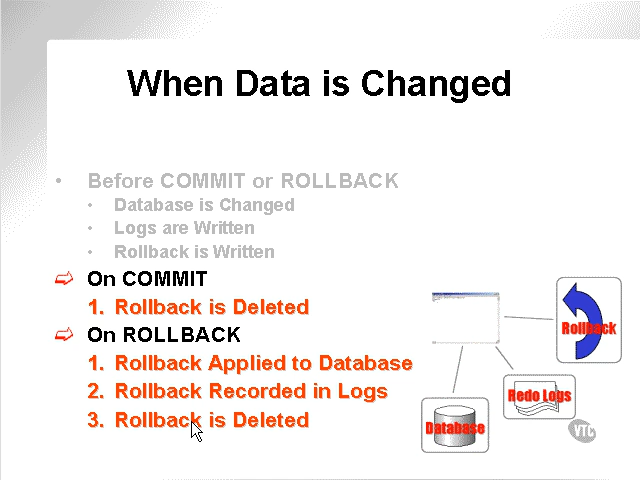 When Data is Changed
• Before COMMIT or ROLLBACK
• Database is Changed
• Logs are Written
• Rollback is Written
On COMMIT
1. Rollback is Deleted
On ROLLBACK
1. Rollback Applied to Database
2. Rollback Recorded in Logs
3. Rollback is Deleted
Rollback
Redo Logs
Database
VTC